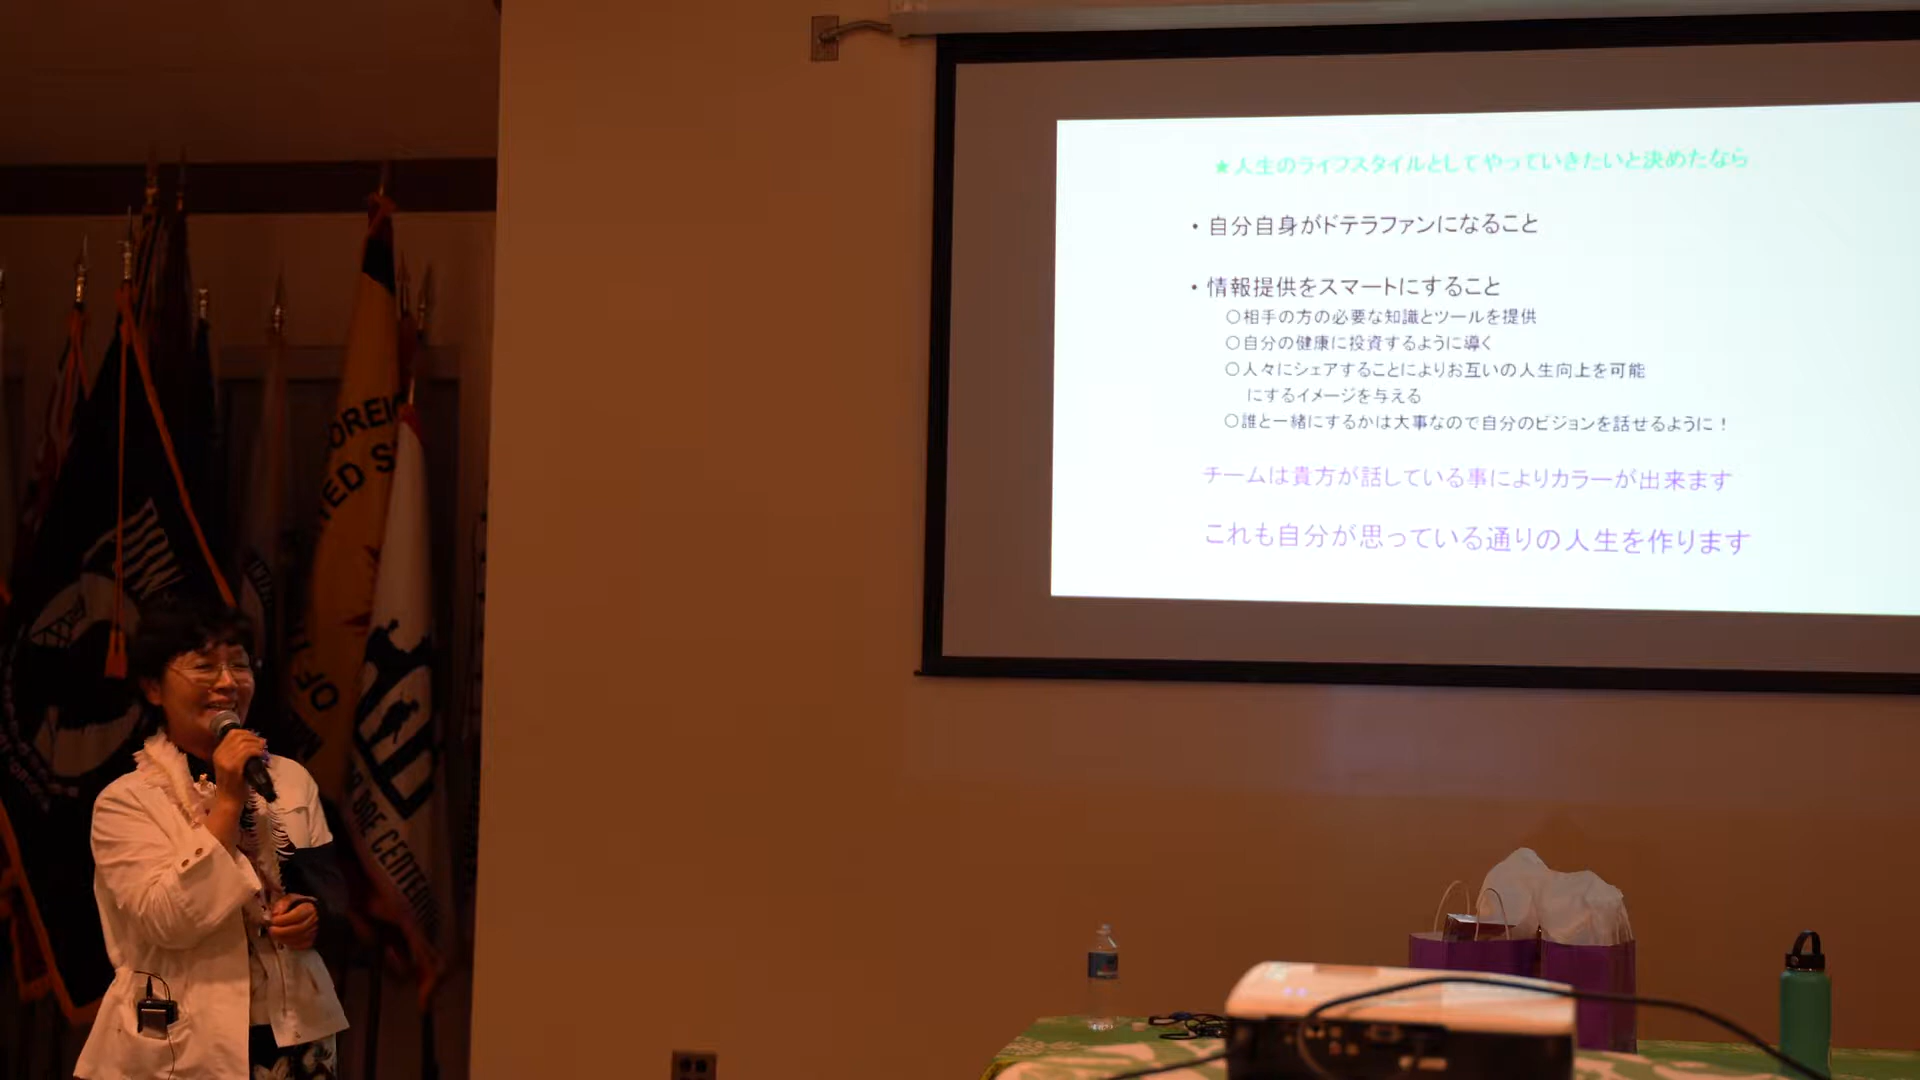 ★人生のライフスタイルとしてやっていきたいと決めたなら
・自分自身がドテラファンになること
・情報提供をスマートにすること
○相手の方の必要な知識とツールを提供
○自分の健康に投資するように導く
○人々にシェアすることによりお互いの人生向上を可能
にするイメージを与える
○誰と一緒にするかは大事なので自分のビジョンを話せるように！
チームは貴方が話している事によりカラーが出来ます
これも自分が思っている通りの人生を作ります
POW
OF